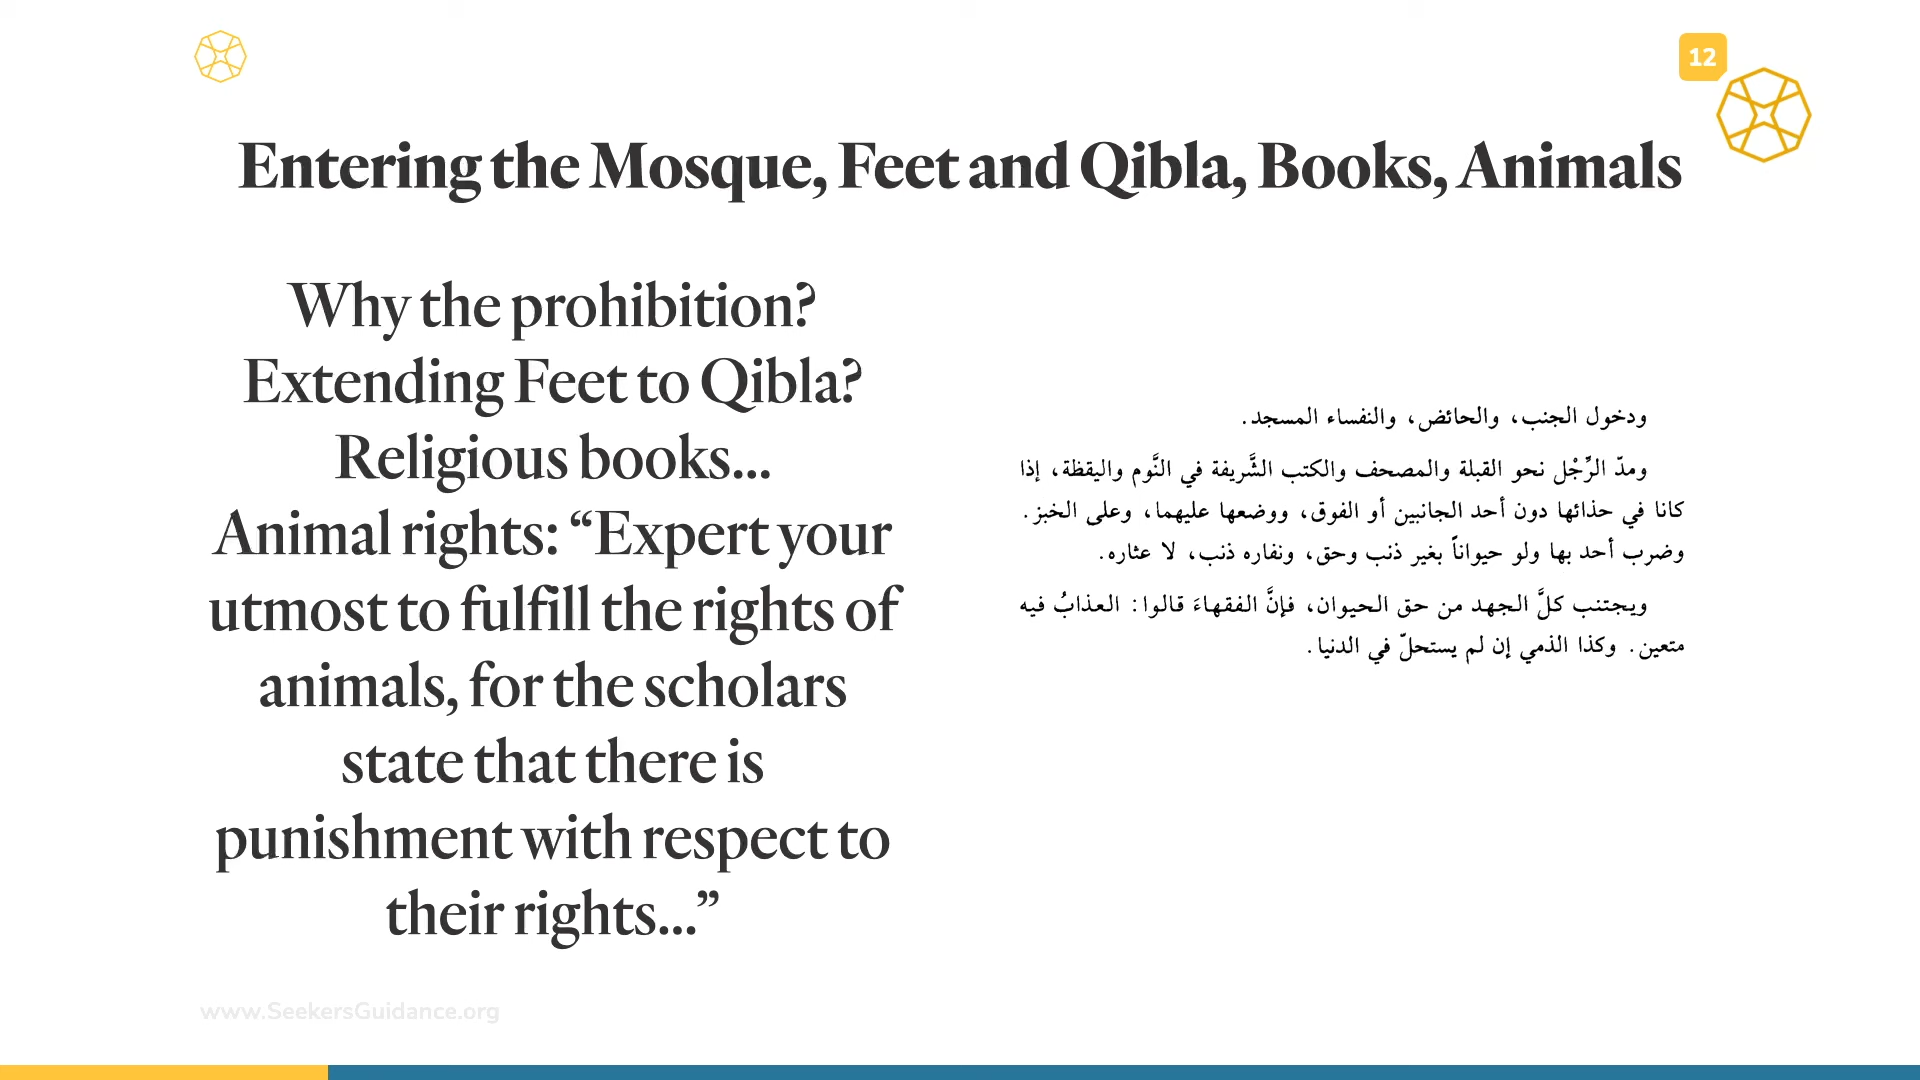 12
Entering the Mosque, Feet and Qibla, Books, Animals
Why the prohibition?
Extending Feet to Qibla?
Religious books...
Animal rights: “Expert your
utmost to fulfill the rights of
animals, for the scholars
state that there is
punishment with respect to
their rights...”
ودخول الجنب، والحائض، والنفساء المسجد.
ومدّ الرِّجْل نحو القبلة والمصحف والكتب الشَّريفة في النَّوم واليقظة، إذا
كانا في حذائها دون أحد الجانبين أو الفوق، ووضعها عليهما، وعلى الخبز.
وضرب أحد بها ولو حيواناً بغير ذنب وحق، ونفاره ذنب، لا عثاره.
ويجتنب كلَّ الجهد من حق الحيوان، فإنَّ الفقهاءَ قالوا: العذابُ فيه
متعين. وكذا الذمي إن لم يستحلّ في الدنيا.
www.SeekersGuidance.org